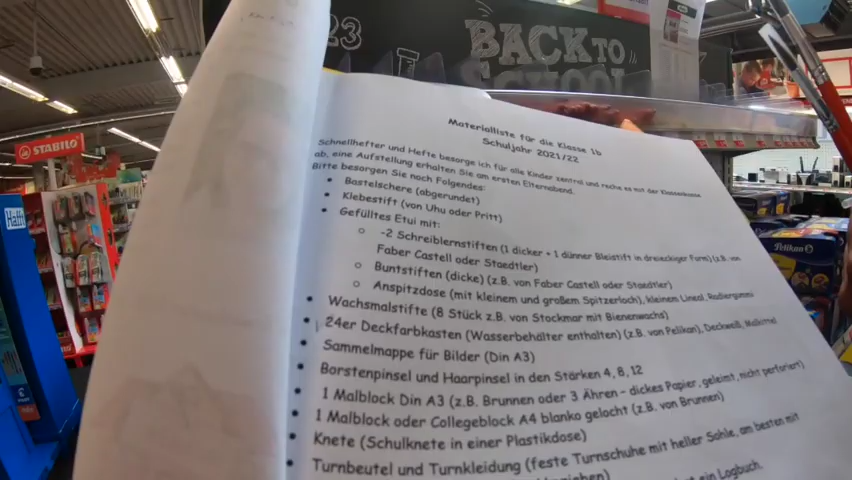 23
BACK TO
SCHOOL
STABILO
Pelikan
Materialliste für die Klasse 1b
Schuljahr 2021/22
Schnellhefter und Hefte besorge ich für alle Kinder zentral und reche es mit der Klassenkasse
ab, eine Aufstellung erhalten Sie am ersten Elternabend.
Bitte besorgen Sie noch Folgendes:
• Bastelschere (abgerundet)
• Klebestift (von Uhu oder Pritt)
• Gefülltes Etui mit:
o -2 Schreiblernstiften (1 dicker + 1 dünner Bleistift in dreieckiger Form) (z.B. von
Faber Castell oder Staedtler)
o Buntstiften (dicke) (z.B. von Faber Castell oder Staedtler)
o Anspitzdose (mit kleinem und großem Spitzerloch), kleinem Lineal, Radiergummi
• Wachsmalstifte (8 Stück z.B. von Stockmar mit Bienenwachs)
• 24er Deckfarbkasten (Wasserbehälter enthalten) (z.B. von Pelikan), Deckweiß, Malkittel
• Sammelmappe für Bilder (Din A3)
• Borstenpinsel und Haarpinsel in den Stärken 4, 8, 12
• 1 Malblock Din A3 (z.B. Brunnen oder 3 Ähren - dickes Papier, geleimt, nicht perforiert)
• 1 Malblock oder Collegeblock A4 blanko gelocht (z.B. von Brunnen)
• Knete (Schulknete in einer Plastikdose)
• Turnbeutel und Turnkleidung (feste Turnschuhe mit heller Sohle, am besten mit
ein Logbuch.